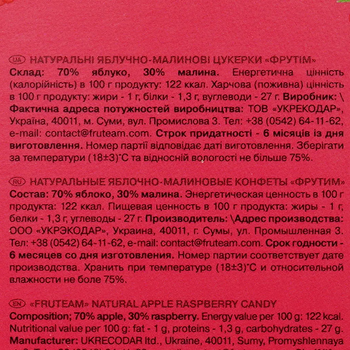 UA НАТУРАЛЬНІ ЯБЛУЧНО-МАЛИНОВІ ЦУКЕРКИ «ФРУТІМ»
Склад: 70% яблуко, 30% малина. Енергетична цінність
(калорійність) в 100 г продукту: 122 ккал. Харчова (поживна) цінність
в 100 г продукту: жири - 1 г, білки - 1,3 г, вуглеводи - 27 г. Виробник: \
Фактична адреса потужностей виробництва: ТОВ «УКРЕКОДАР»,
Україна, 40011, м. Суми, вул. Промислова 3. Тел/ +38 (0542) 64-11-62,
e-mail: contact@fruteam.com Строк придатності - 6 місяців із дня
виготовлення. Номер партії відповідає даті виготовлення. Зберігати
за температури (18±3)˚С та відносній вологості не більше 75%.
RU НАТУРАЛЬНЫЕ ЯБЛОЧНО-МАЛИНОВЫЕ КОНФЕТЫ «ФРУТИМ»
Состав: 70% яблоко, 30% малина. Энергетическая ценность в 100 г
продукта: 122 ккал. Пищевая ценность в 100 г продукта: жиры - 1 г,
белки - 1,3 г, углеводы - 27 г. Производитель: \Адрес производства:
ООО «УКРЭКОДАР», Украина, 40011, г. Сумы, ул. Промышленная 3.
Тел/ +38 (0542) 64-11-62, e-mail: contact@fruteam.com Срок годности -
6 месяцев со дня изготовления. Номер партии соответствует дате
производства. Хранить при температуре (18±3)˚С и относительной
влажности не более 75%.
EN «FRUTEAM» NATURAL APPLE RASPBERRY CANDY
Composition: 70% apple, 30% raspberry. Energy value per 100 g: 122 kcal.
Nutritional value per 100 g: fat - 1 g, proteins - 1,3 g, carbohydrates - 27 g.
Manufacturer: UKRECODAR Ltd, Ukraine, 40011, Sumy, Promyshlennaya